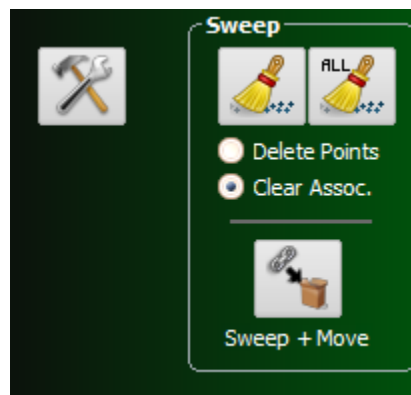 Sweep
ALL
Delete Points
Clear Assoc.
Sweep + Move